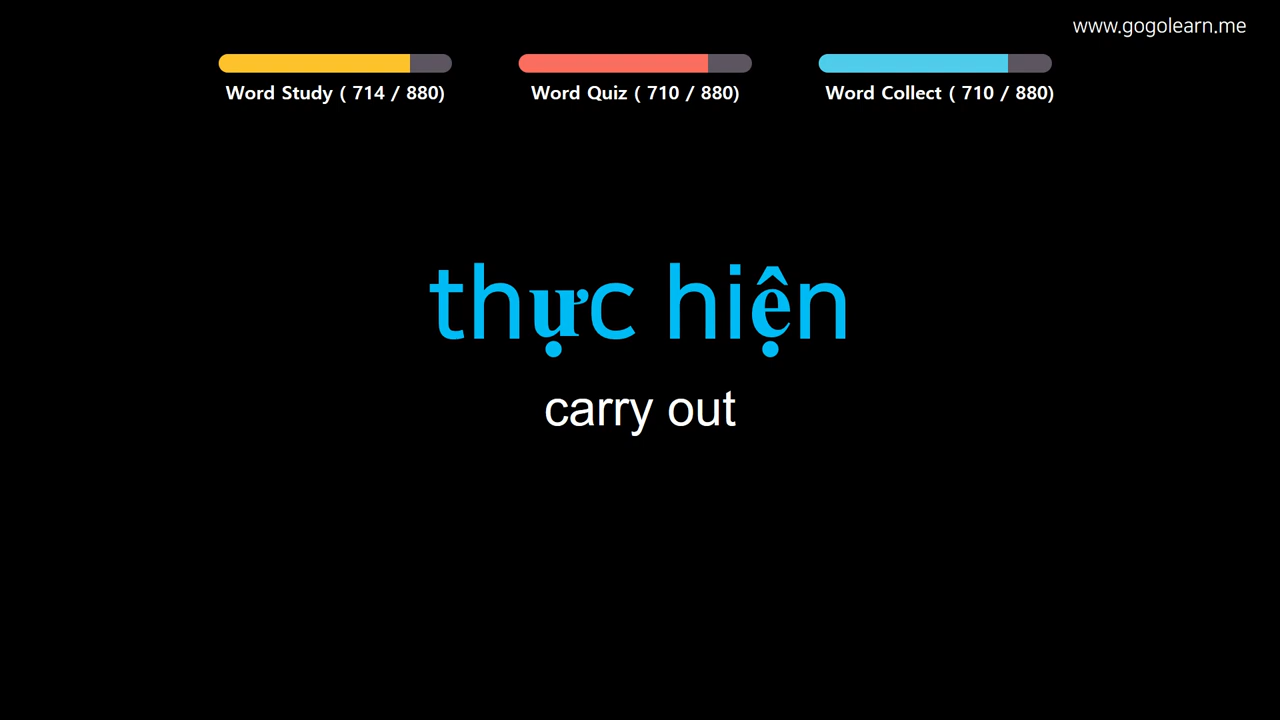 www.gogolearn.me
Word Study ( 714 / 880)
Word Quiz ( 710 / 880)
Word Collect ( 710 / 880)
thực hiện
carry out